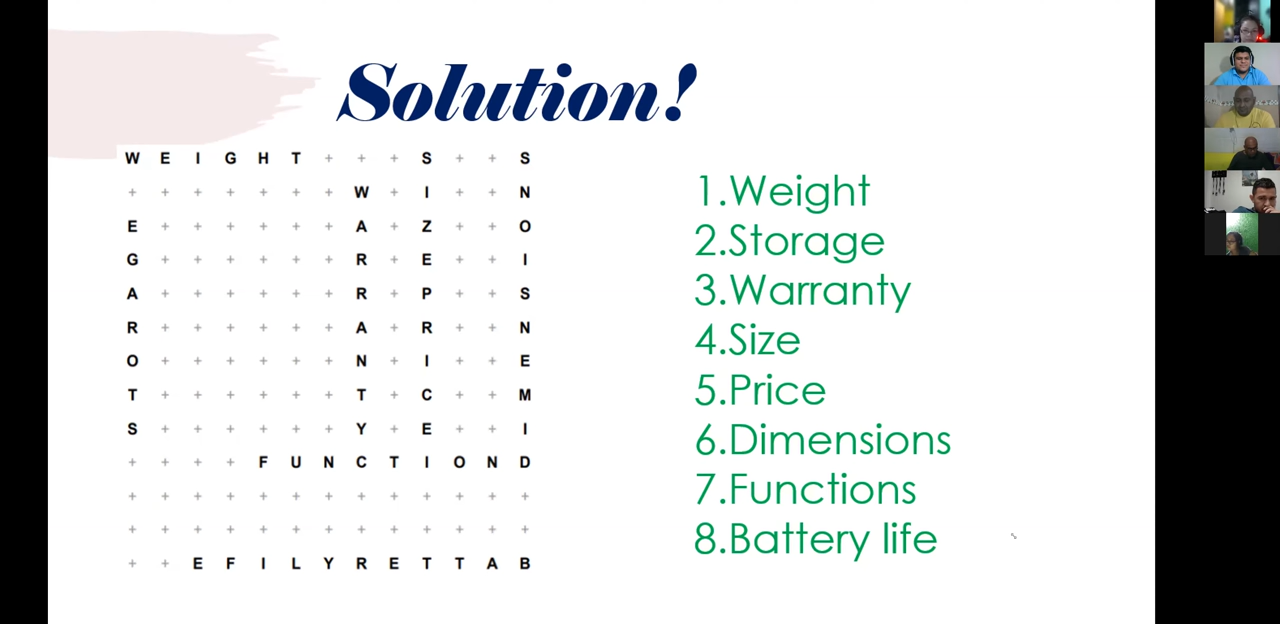 Solution!
W E I G H T + + + S + + S
+ + + + + + + W + I + + N
E + + + + + + A + Z + + O
G + + + + + + R + E + + I
A + + + + + + R + P + + S
R + + + + + + A + R + + N
O + + + + + + N + I + + E
T + + + + + + T + C + + M
S + + + + + + Y + E + + I
+ + + + F U N C T I O N D
+ + + + + + + + + + + + +
+ + + + + + + + + + + + +
+ + E F I L Y R E T T A B
1.Weight
2.Storage
3.Warranty
4.Size
5.Price
6.Dimensions
7.Functions
8.Battery life